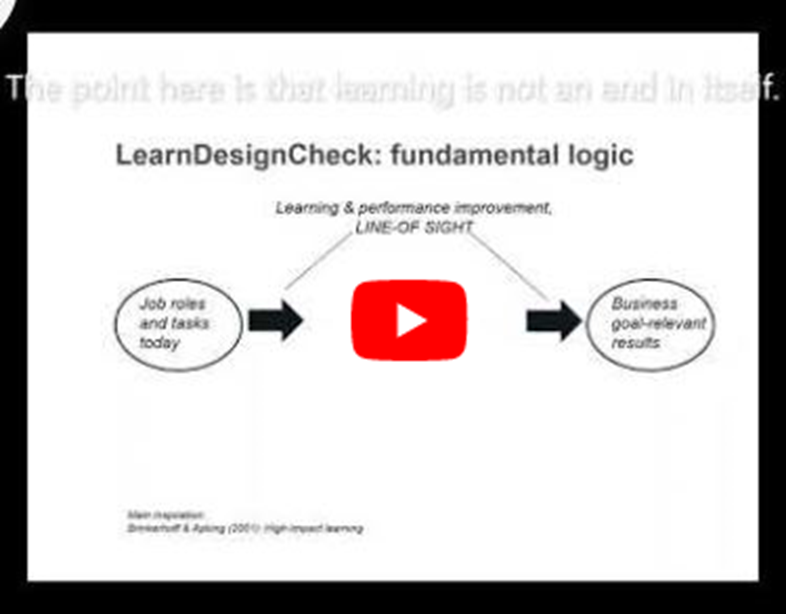 The point here is that learning is not an end in itself.
LearnDesignCheck: fundamental logic
Learning & performance improvement,
LINE-OF SIGHT
Job roles
and tasks
today
Business
goal-relevant
results
Main inspiration:
Brinkerhoff & Apking (2001): High impact learning